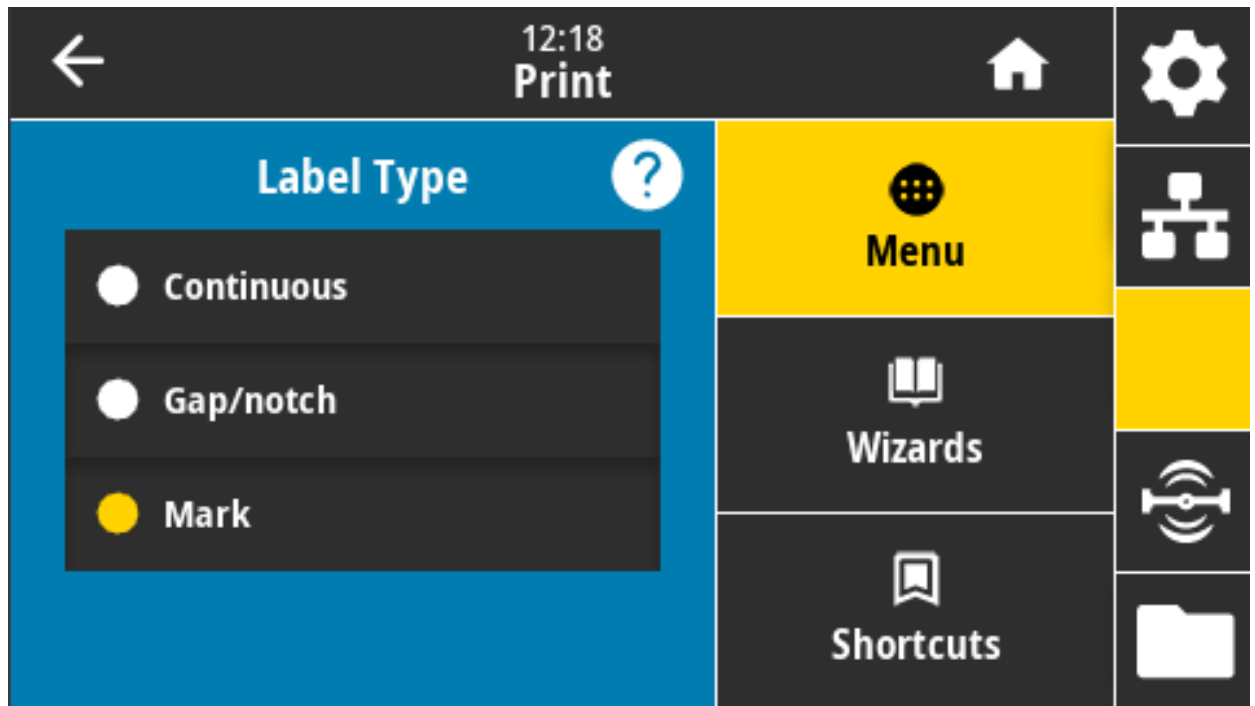 12:18
Print
Label Type
?
Continuous
Gap/notch
Mark
Menu
Wizards
Shortcuts